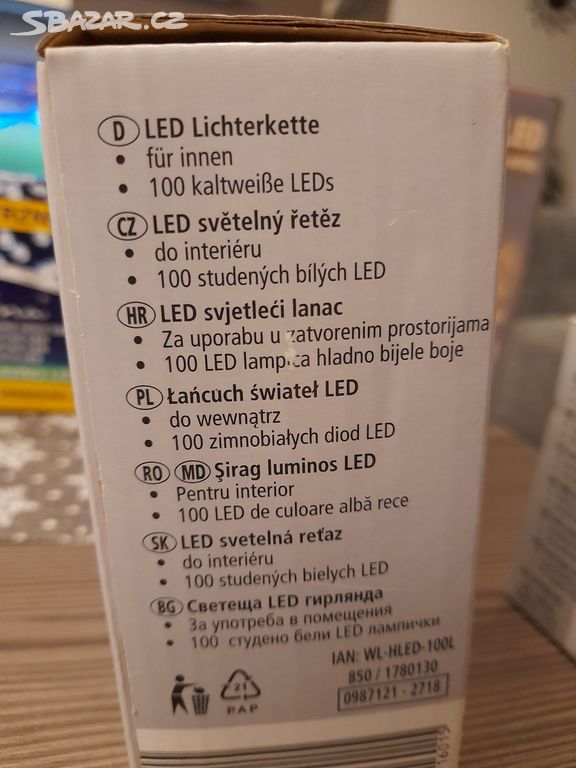 SBAZAR.CZ
D LED Lichterkette
• für innen
• 100 kaltweiße LEDs
CZ LED světelný řetěz
• do interiéru
• 100 studených bílých LED
HR LED svjetleći lanac
• Za uporabu u zatvorenim prostorijama
• 100 LED lampica hladno bijele boje
PL Łańcuch świateł LED
• do wewnątrz
• 100 zimnobiałych diod LED
RO MD Şirag luminos LED
• Pentru interior
• 100 LED de culoare albă rece
SK LED svetelná reťaz
• do interiéru
• 100 studených bielych LED
BG Светеща LED гирлянда
• За употреба в помещения
• 100 студено бели LED лампички
IAN: WL-HLED-100L
850 / 1780130
0987121 - 2718
21
PAP
LED